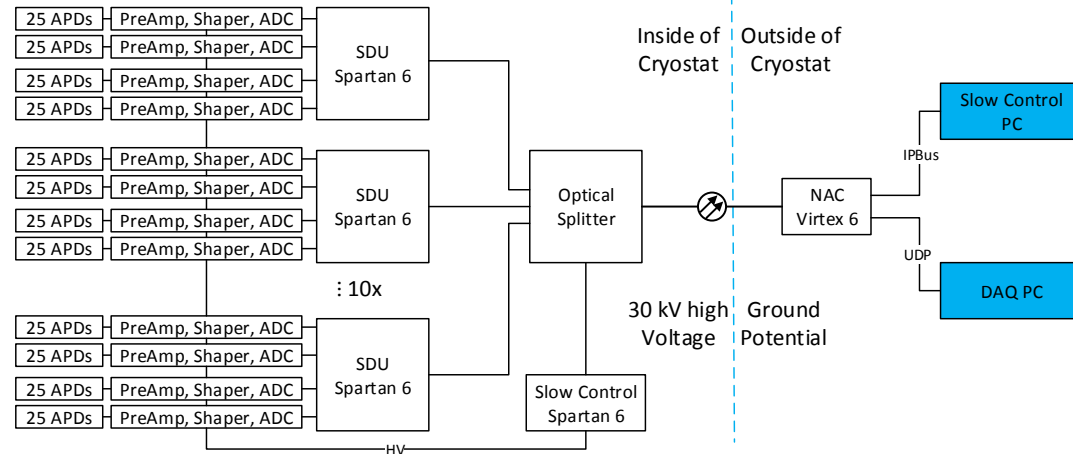 25 APDs PreAmp, Shaper, ADC
25 APDs PreAmp, Shaper, ADC
25 APDs PreAmp, Shaper, ADC
25 APDs PreAmp, Shaper, ADC
SDU
Spartan 6
25 APDs PreAmp, Shaper, ADC
25 APDs PreAmp, Shaper, ADC
25 APDs PreAmp, Shaper, ADC
25 APDs PreAmp, Shaper, ADC
SDU
Spartan 6
⋮ 10x
25 APDs PreAmp, Shaper, ADC
25 APDs PreAmp, Shaper, ADC
25 APDs PreAmp, Shaper, ADC
25 APDs PreAmp, Shaper, ADC
SDU
Spartan 6
HV
Optical
Splitter
Slow Control
Spartan 6
Inside of
Cryostat
Outside of
Cryostat
30 kV high
Voltage
Ground
Potential
NAC
Virtex 6
IPBus
UDP
Slow Control
PC
DAQ PC